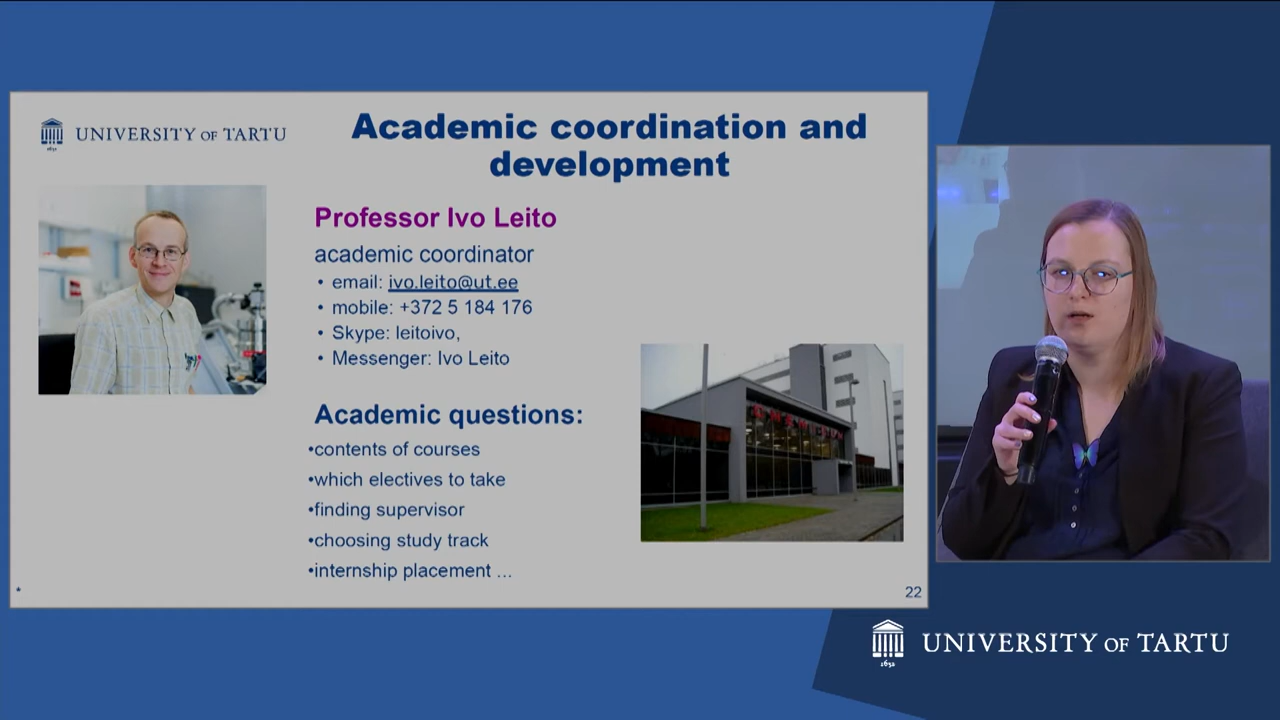 UNIVERSITY OF TARTU
1632
Academic coordination and
development
Professor Ivo Leito
academic coordinator
• email: ivo.leito@ut.ee
• mobile: +372 5 184 176
• Skype: leitoivo,
• Messenger: Ivo Leito
Academic questions:
•contents of courses
•which electives to take
•finding supervisor
•choosing study track
•internship placement ...
*
22
UNIVERSITY OF TARTU
1632